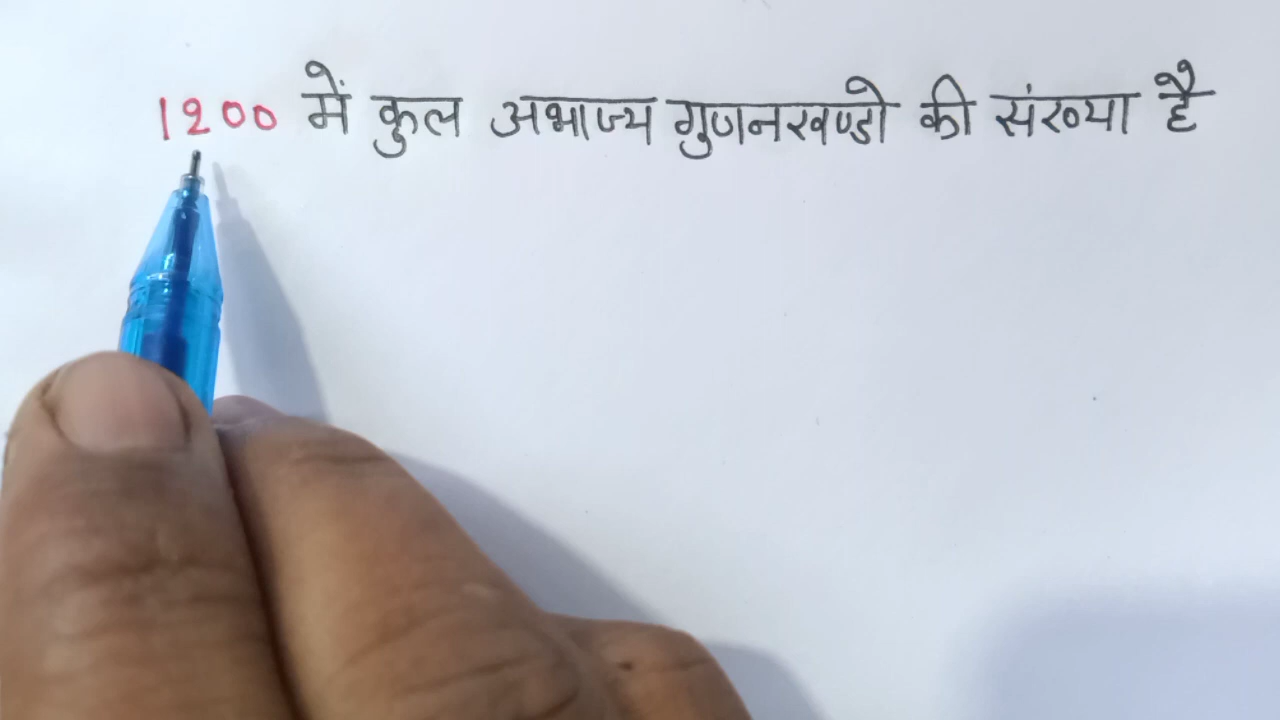 1200 में कुल अभाज्य गुणनखण्डो की संख्या है